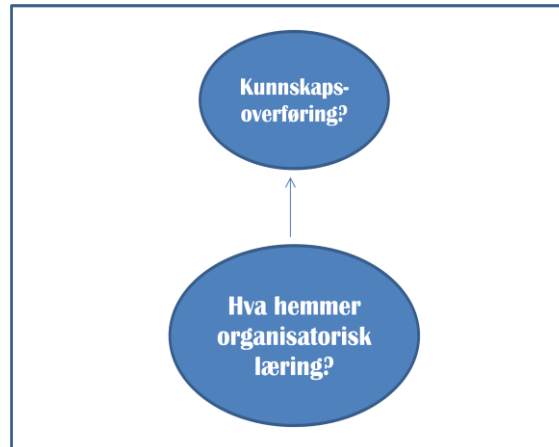 Kunnskaps-
overføring?
Hva hemmer
organisatorisk
læring?